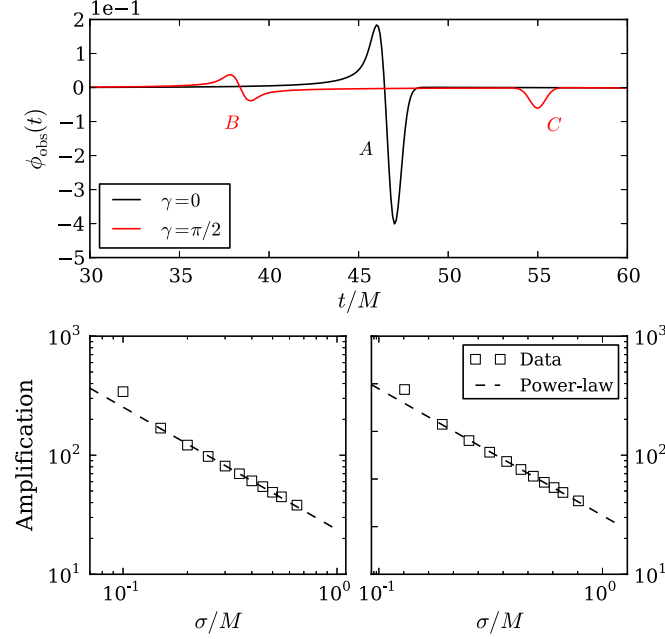 2 1e−1
1
0
−1
−2
−3
−4
−5
ϕobs(t)
B
A
C
γ=0
γ=π/2
30 35 40 45 50 55 60
t/M
10³ 10³
10² 10²
10¹ 10¹
Amplification
Data
Power-law
10⁻¹ 10⁰ 10⁻¹ 10⁰
σ/M σ/M